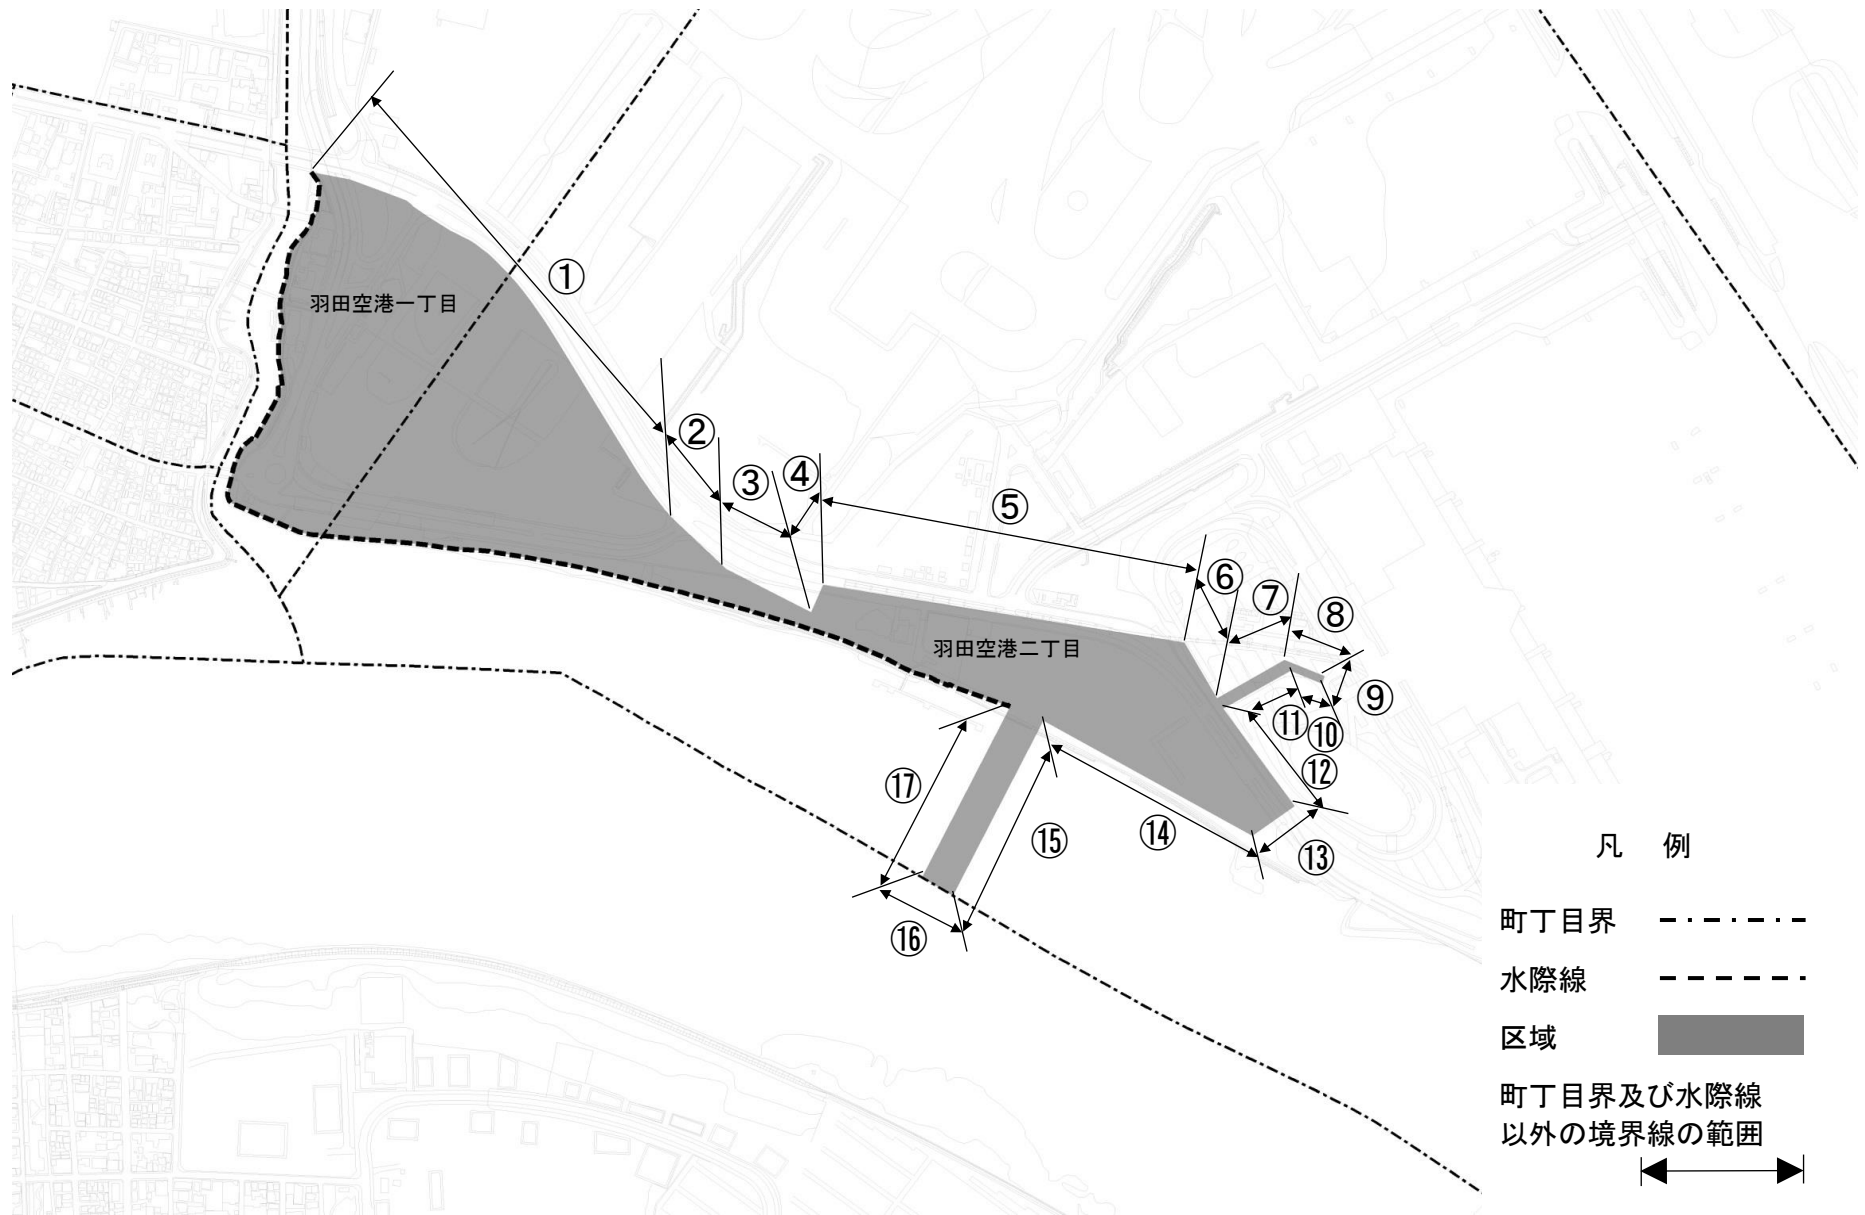 ①
羽田空港一丁目
②
③
④
⑤
⑥
⑦
⑧
羽田空港二丁目
⑨
⑪
⑩
⑫
⑰
⑮
⑭
⑬
⑯
凡 例
町丁目界
水際線
区域
町丁目界及び水際線
以外の境界線の範囲